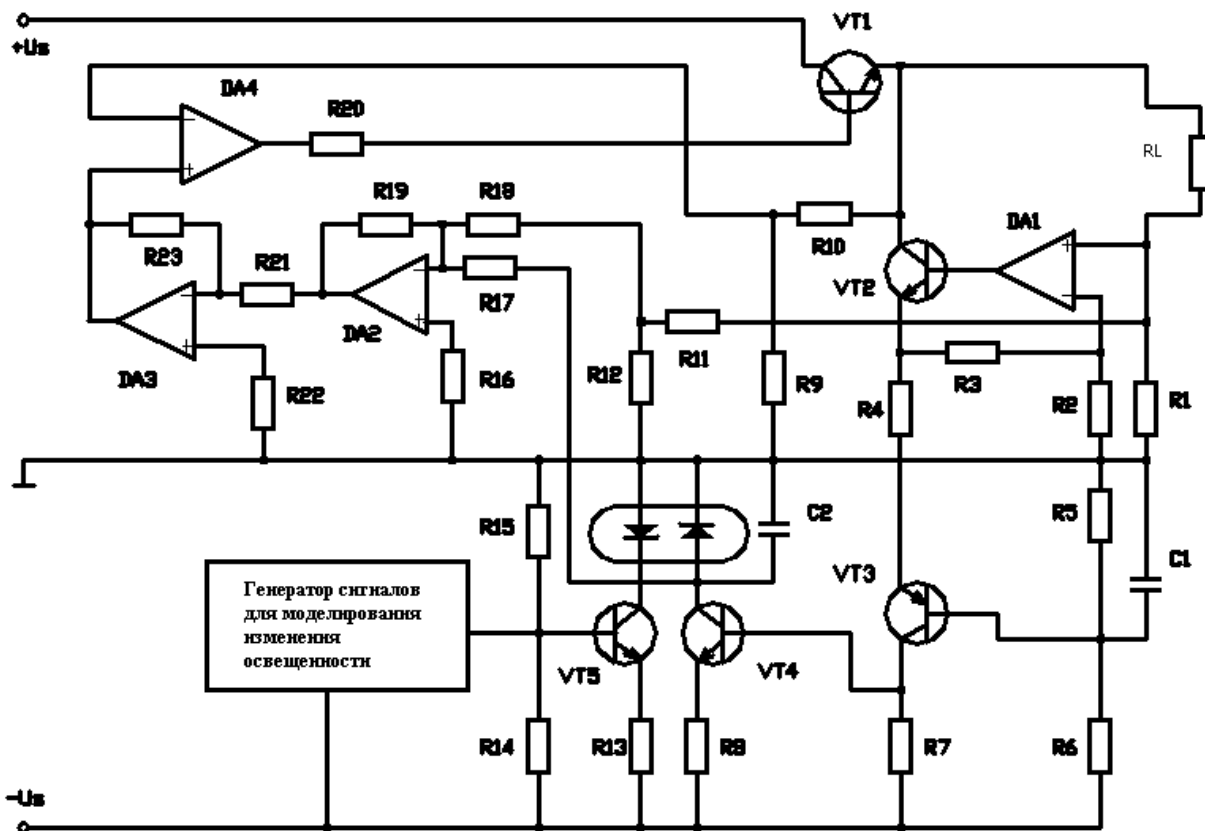 VT1
+Us
DA4
R20
RL
R19
R18
DA1
R23
R10
R21
R17
VT2
DA2
DA3
R11
R16
R12
R3
R22
R9
R4
R2
R1
R15
C2
R5
VT3
C1
Генератор сигналов
для моделирования
изменения
освещенности
VT5
VT4
R14
R13
R8
R7
R6
-Us